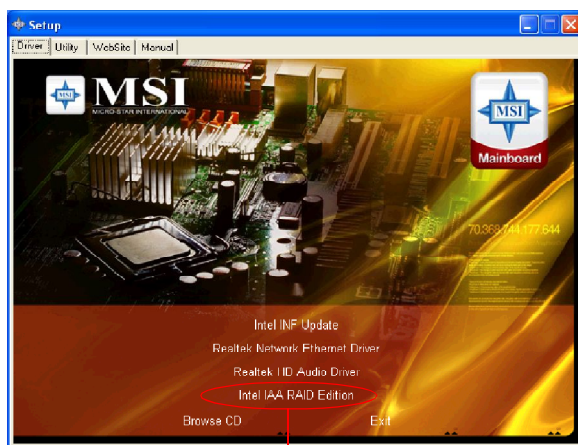 Setup
Driver Utility WebSite Manual
MSI
MSI
MICRO-STAR INTERNATIONAL
MSI
Mainboard
70.368.744.177.644
Intel INF Update
Realtek Network Ethernet Driver
Realtek HD Audio Driver
Intel IAA RAID Edition
Browse CD
Exit